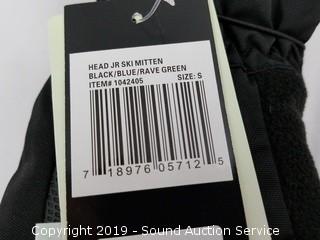 HEAD JR SKI MITTEN
BLACK/BLUE/RAVE GREEN
ITEM# 1042405 SIZE: S
7 18976 05712 5
Copyright 2019 - Sound Auction Service